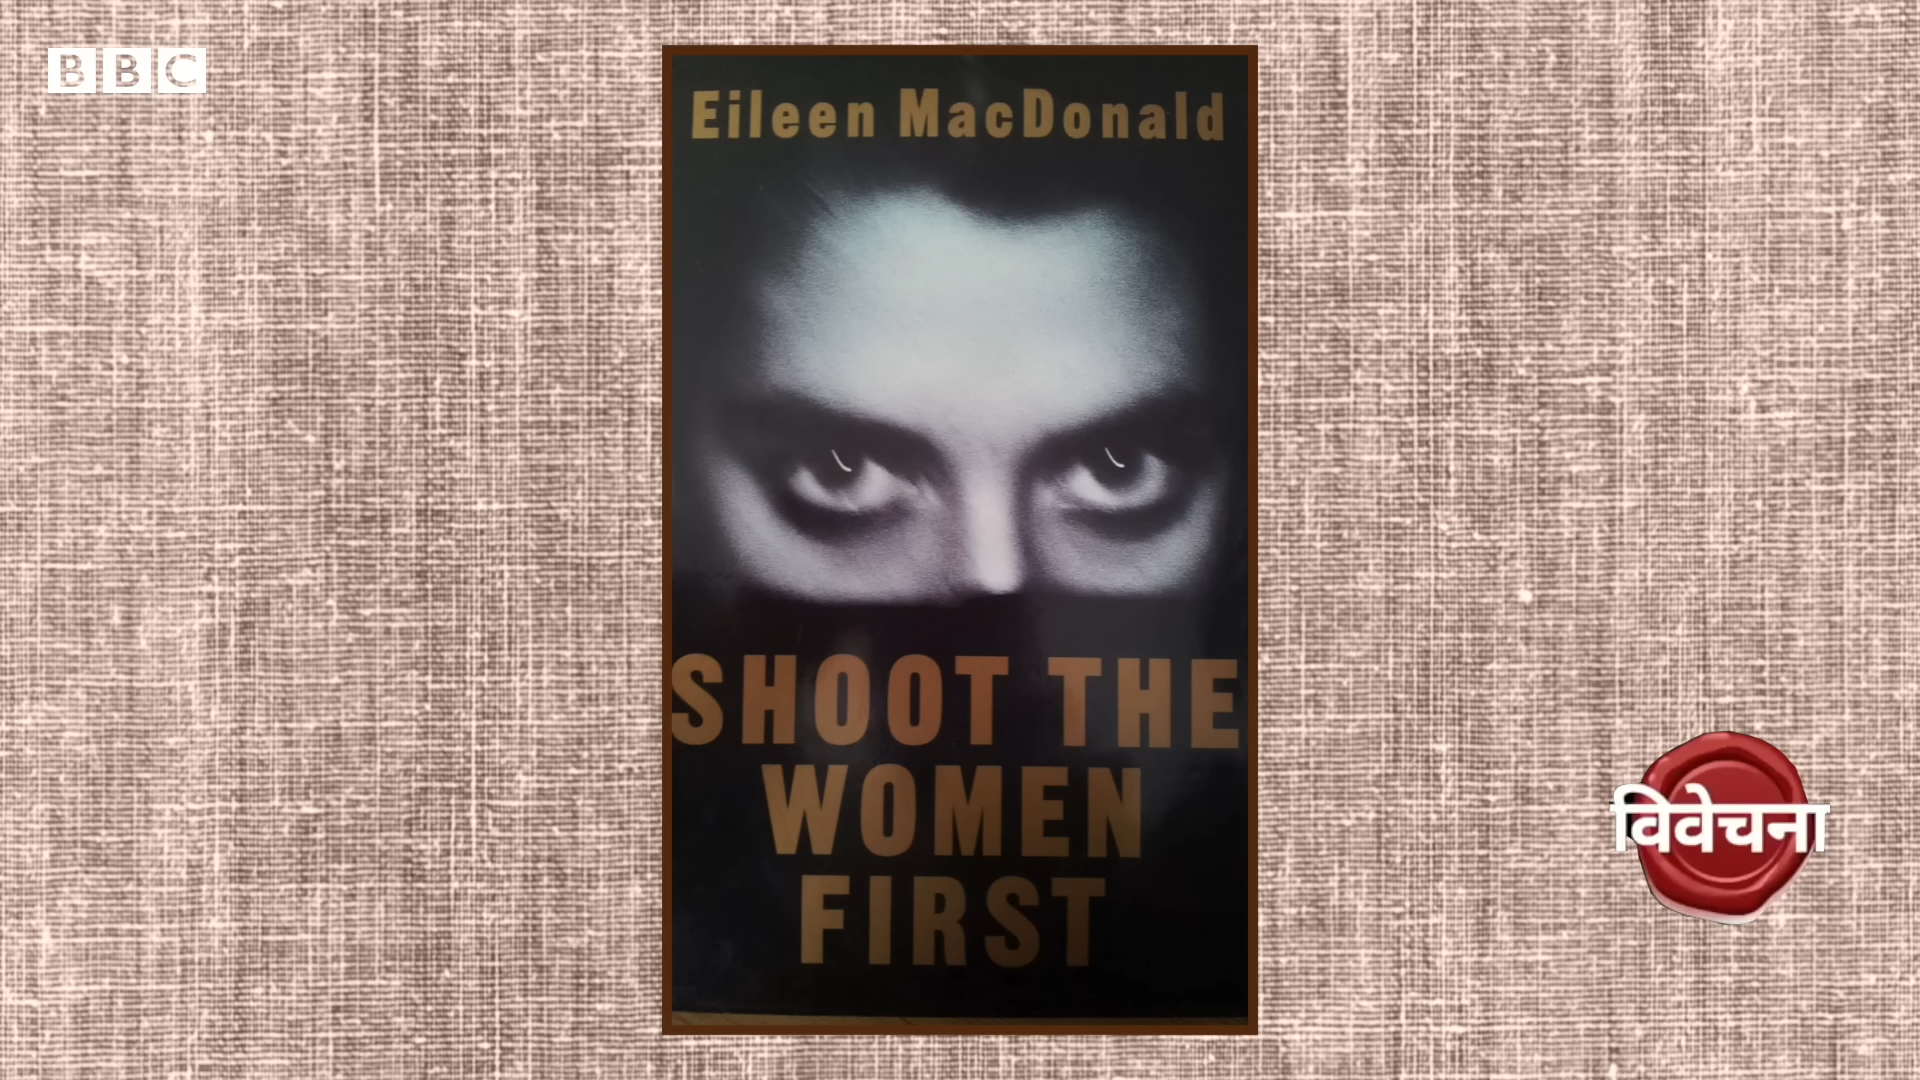 BBC
Eileen MacDonald
SHOOT THE
WOMEN
FIRST
विवेचना